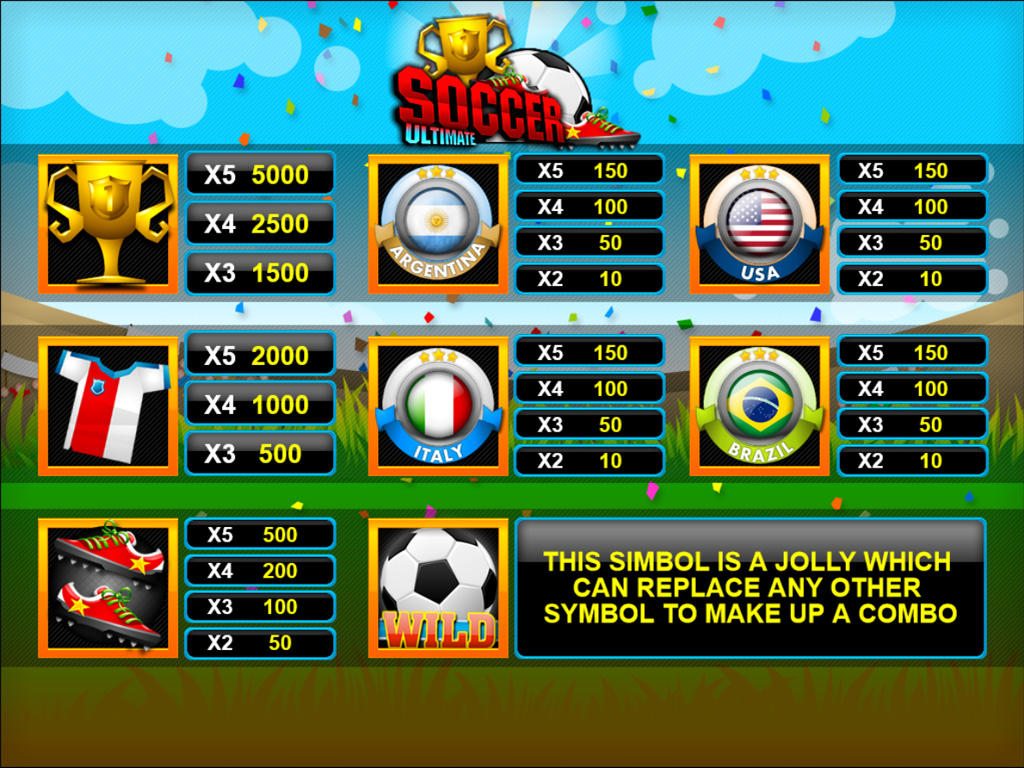 SOCCER
ULTIMATE
1
X5 5000
X4 2500
X3 1500
ARGENTINA
X5 150
X4 100
X3 50
X2 10
USA
X5 150
X4 100
X3 50
X2 10
X5 2000
X4 1000
X3 500
ITALY
X5 150
X4 100
X3 50
X2 10
BRAZIL
X5 150
X4 100
X3 50
X2 10
X5 500
X4 200
X3 100
X2 50
WILD
THIS SIMBOL IS A JOLLY WHICH
CAN REPLACE ANY OTHER
SYMBOL TO MAKE UP A COMBO